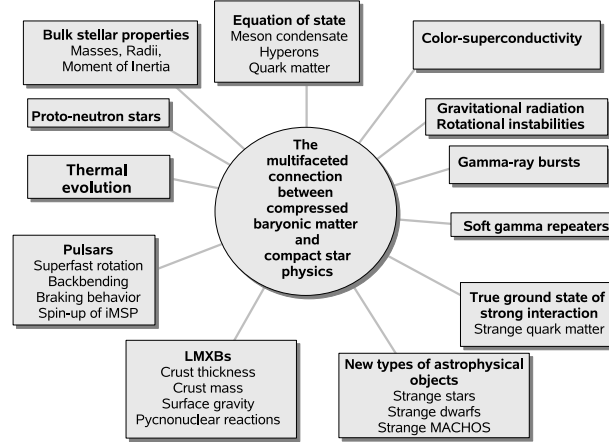 Bulk stellar properties
Masses, Radii,
Moment of Inertia
Equation of state
Meson condensate
Hyperons
Quark matter
Color-superconductivity
Proto-neutron stars
Gravitational radiation
Rotational instabilities
Thermal
evolution
The
multifaceted
connection
between
compressed
baryonic matter
and
compact star
physics
Gamma-ray bursts
Soft gamma repeaters
Pulsars
Superfast rotation
Backbending
Braking behavior
Spin-up of iMSP
True ground state of
strong interaction
Strange quark matter
LMXBs
Crust thickness
Crust mass
Surface gravity
Pycnonuclear reactions
New types of astrophysical
objects
Strange stars
Strange dwarfs
Strange MACHOS